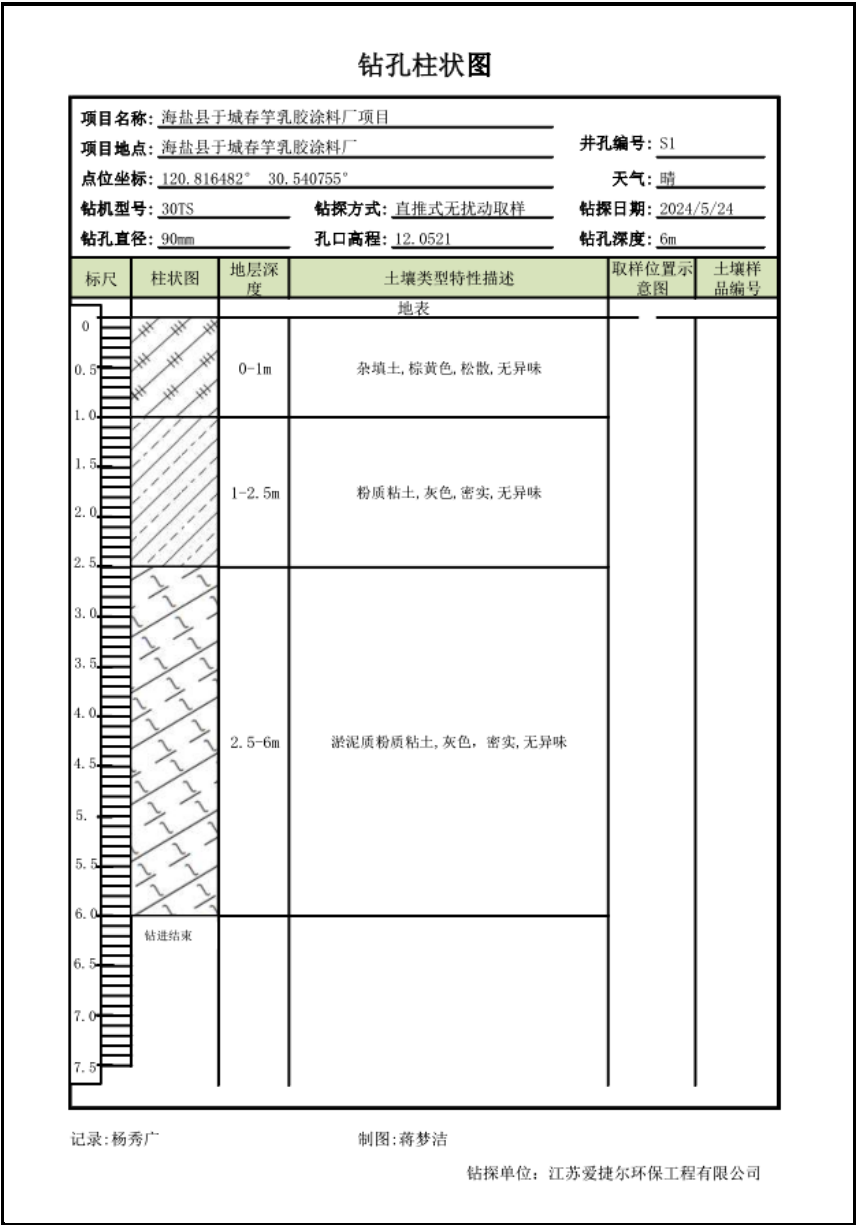 钻孔柱状图
项目名称: 海盐县于城春竽乳胶涂料厂项目
项目地点: 海盐县于城春竽乳胶涂料厂 井孔编号: S1
点位坐标: 120.816482° 30.540755° 天气: 晴
钻机型号: 30TS 钻探方式: 直推式无扰动取样 钻探日期: 2024/5/24
钻孔直径: 90mm 孔口高程: 12.0521 钻孔深度: 6m
标尺 柱状图 地层深度 土壤类型特性描述 取样位置示意图 土壤样品编号
地表
0
0.5 0-1m 杂填土,棕黄色,松散,无异味
1.0
1.5
1-2.5m 粉质粘土,灰色,密实,无异味
2.0
2.5
3.0
3.5
4.0
2.5-6m 淤泥质粉质粘土,灰色，密实,无异味
4.5
5.
5.5
6.0
钻进结束
6.5
7.0
7.5
记录:杨秀广 制图:蒋梦洁
钻探单位：江苏爱捷尔环保工程有限公司